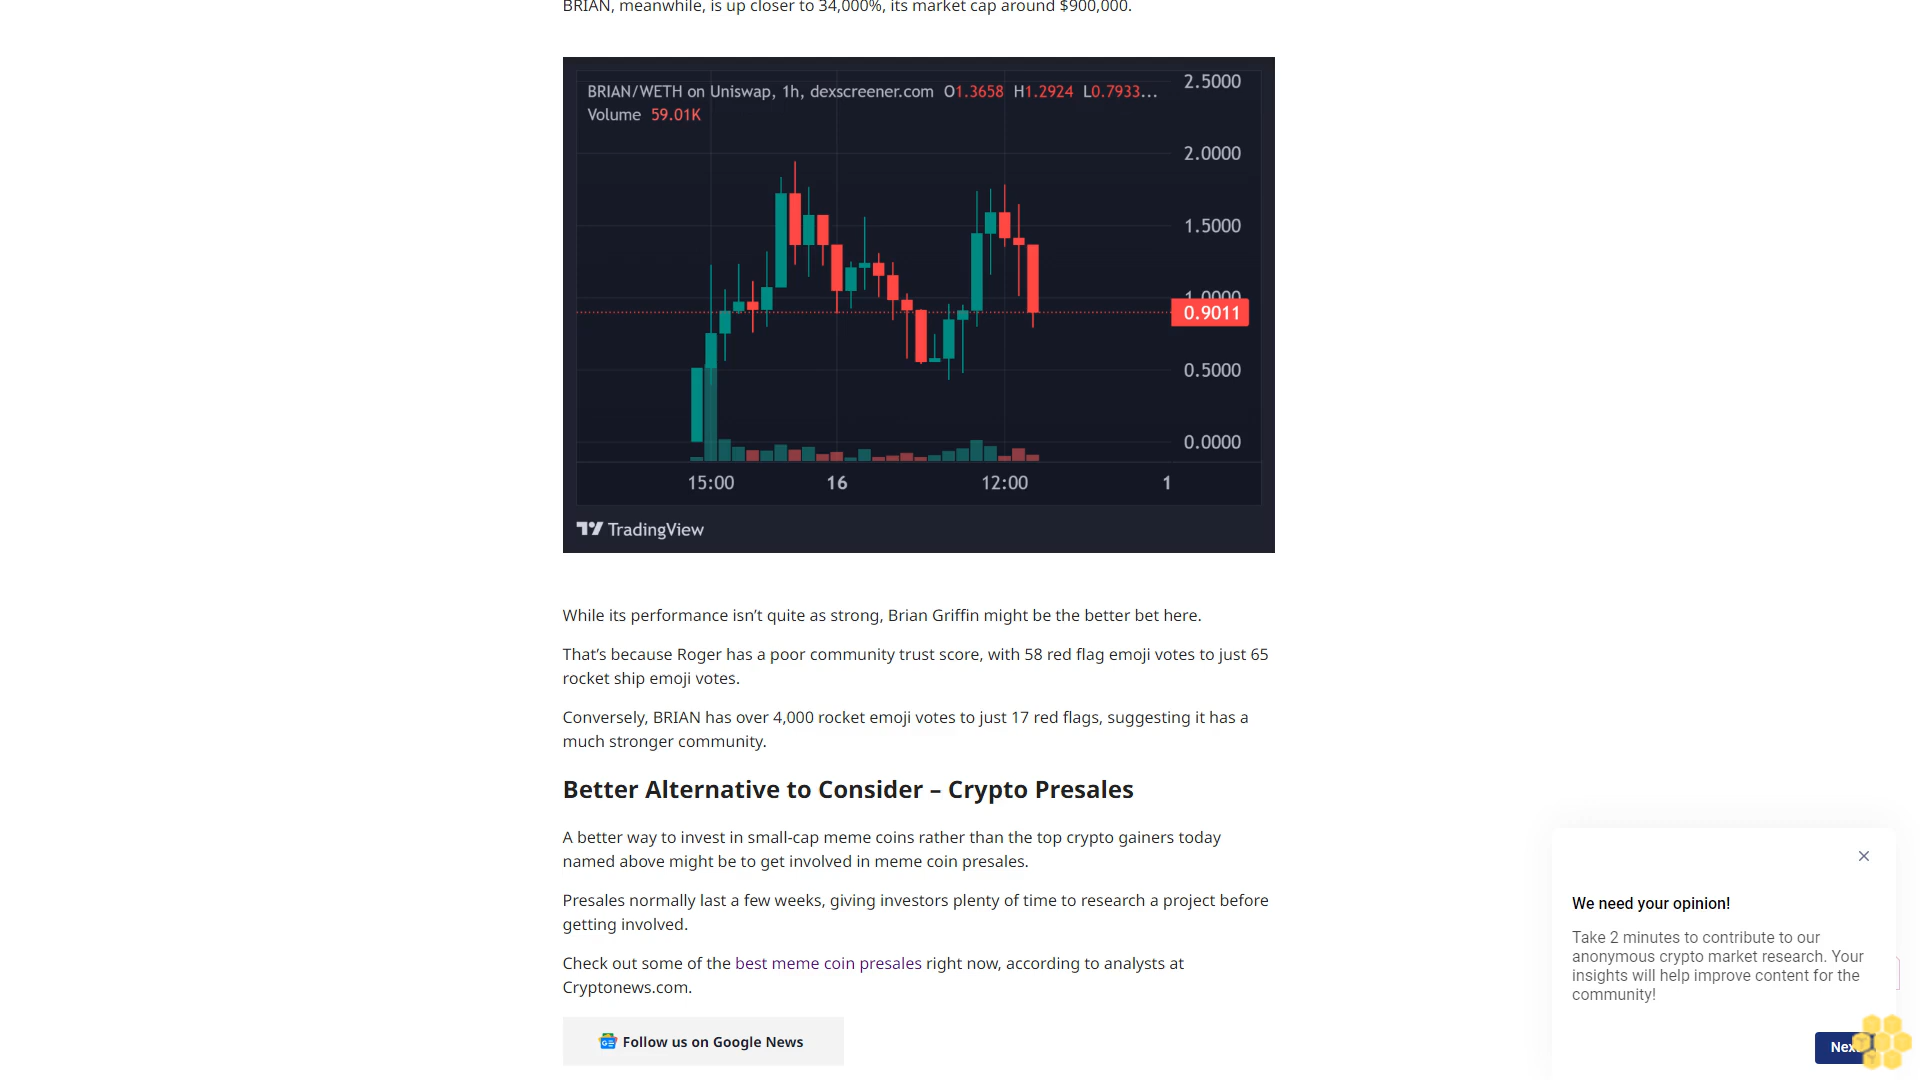 BRIAN, meanwhile, is up closer to 34,000%, its market cap around $900,000.
BRIAN/WETH on Uniswap, 1h, dexscreener.com O1.3658 H1.2924 L0.7933...
Volume 59.01K
2.5000
2.0000
1.5000
1.0000
0.9011
0.5000
0.0000
15:00 16 12:00 1
TradingView
While its performance isn’t quite as strong, Brian Griffin might be the better bet here.
That’s because Roger has a poor community trust score, with 58 red flag emoji votes to just 65
rocket ship emoji votes.
Conversely, BRIAN has over 4,000 rocket emoji votes to just 17 red flags, suggesting it has a
much stronger community.
Better Alternative to Consider – Crypto Presales
A better way to invest in small-cap meme coins rather than the top crypto gainers today
named above might be to get involved in meme coin presales.
Presales normally last a few weeks, giving investors plenty of time to research a project before
getting involved.
Check out some of the best meme coin presales right now, according to analysts at
Cryptonews.com.
Follow us on Google News
We need your opinion!
Take 2 minutes to contribute to our
anonymous crypto market research. Your
insights will help improve content for the
community!